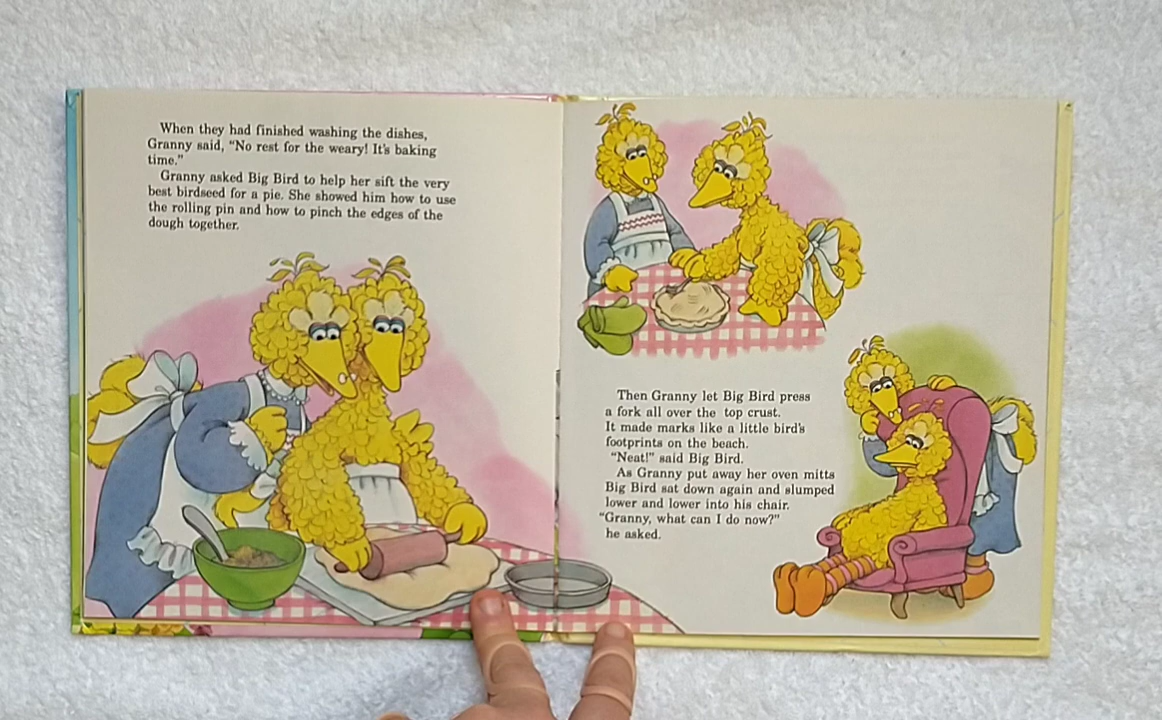 When they had finished washing the dishes,
Granny said, “No rest for the weary! It's baking
time.”
Granny asked Big Bird to help her sift the very
best birdseed for a pie. She showed him how to use
the rolling pin and how to pinch the edges of the
dough together.
Then Granny let Big Bird press
a fork all over the top crust.
It made marks like a little bird's
footprints on the beach.
“Neat!” said Big Bird.
As Granny put away her oven mitts
Big Bird sat down again and slumped
lower and lower into his chair.
“Granny, what can I do now?”
he asked.